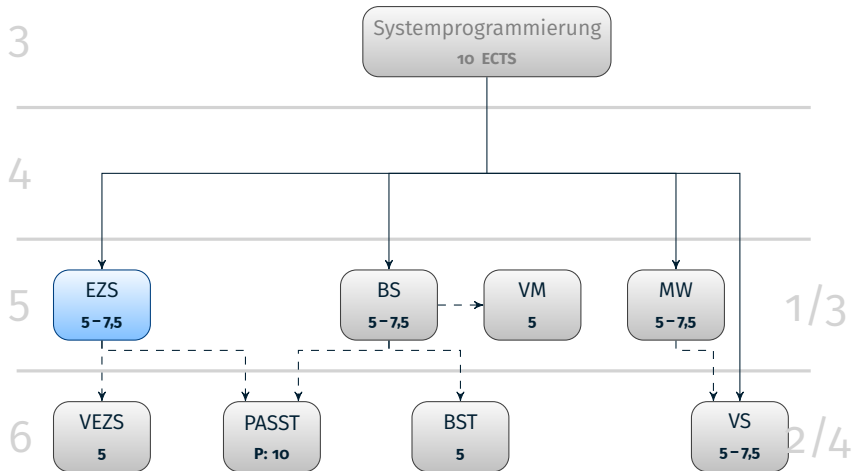 3
Systemprogrammierung
10 ECTS
4
5
EZS
5–7,5
BS
5–7,5
VM
5
MW
5–7,5
1/3
6
VEZS
5
PASST
P: 10
BST
5
VS
5–7,5
2/4